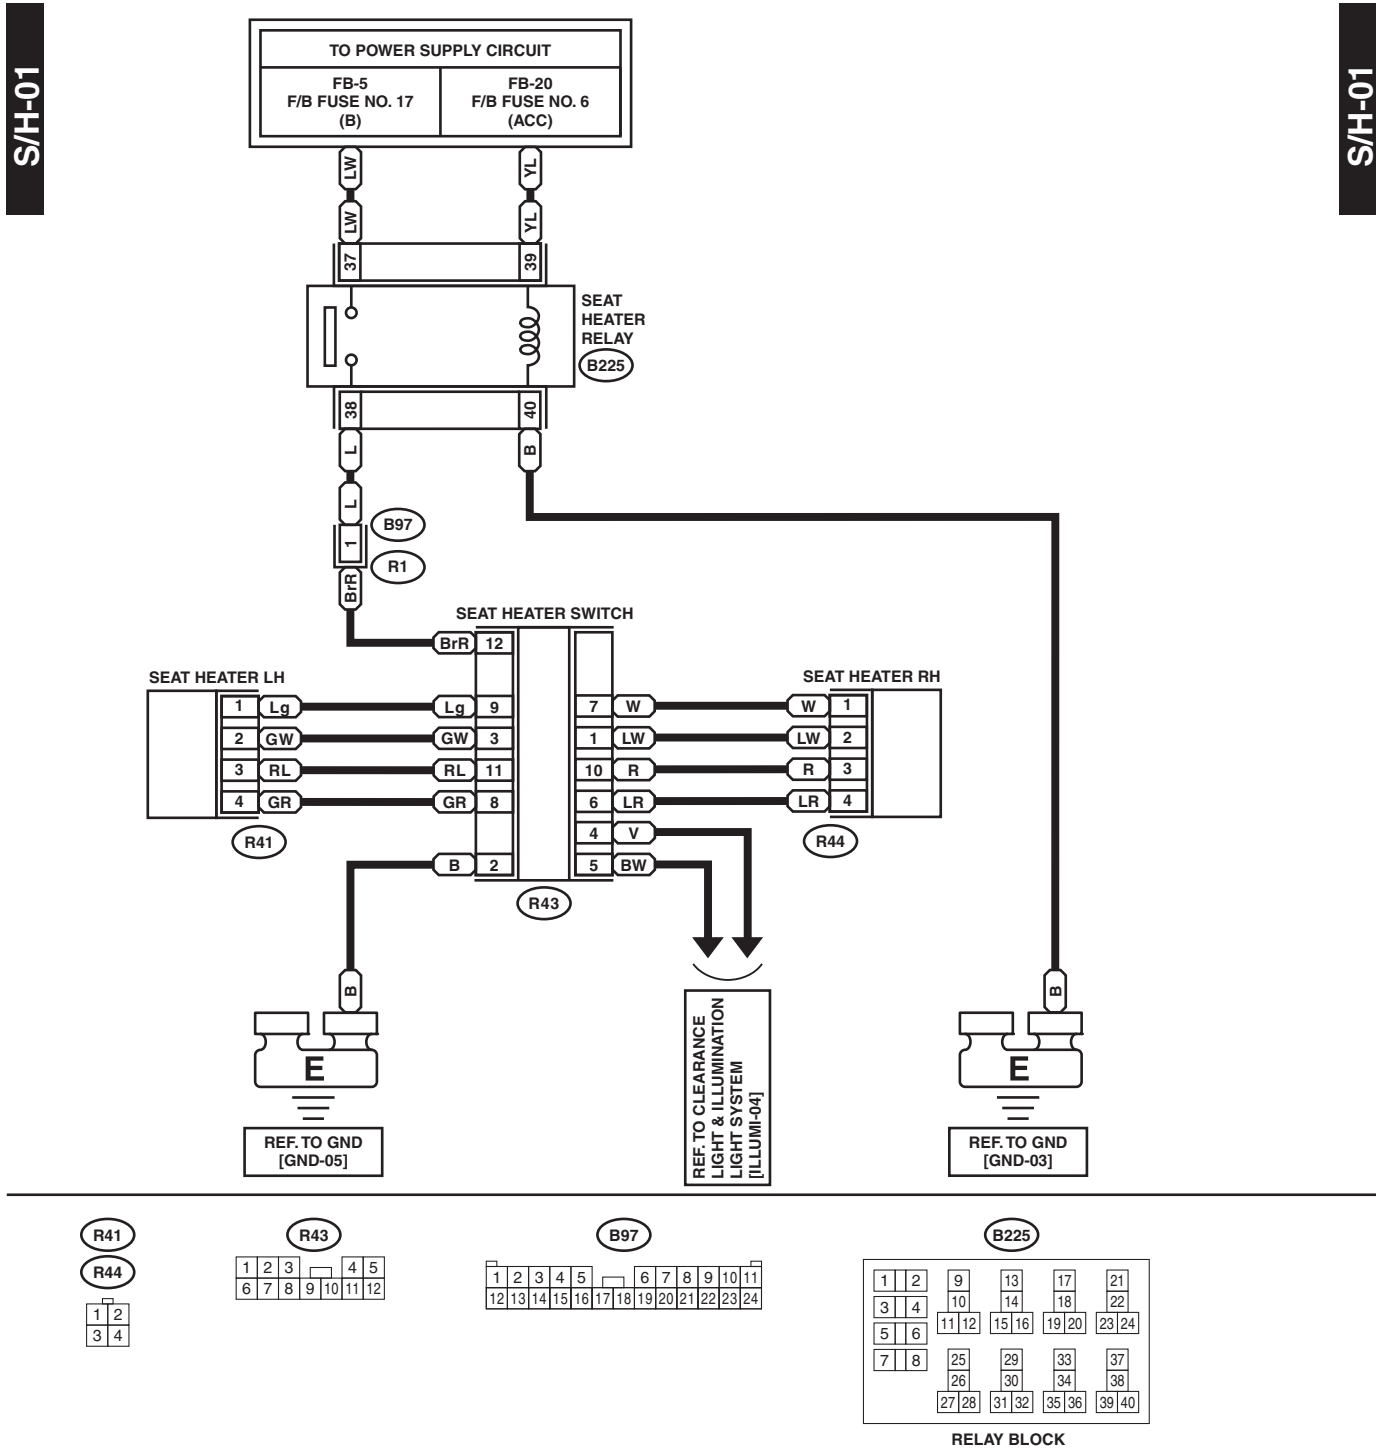 S/H-01
S/H-01
TO POWER SUPPLY CIRCUIT
FB-5
F/B FUSE NO. 17
(B)
FB-20
F/B FUSE NO. 6
(ACC)
LW
YL
LW
YL
37
39
SEAT
HEATER
RELAY
B225
38
40
L
B
L
B97
1
R1
BrR
SEAT HEATER SWITCH
BrR 12
SEAT HEATER LH
SEAT HEATER RH
1 Lg Lg 9 7 W W 1
2 GW GW 3 1 LW LW 2
3 RL RL 11 10 R R 3
4 GR GR 8 6 LR LR 4
R41
4 V
R44
B 2 5 BW
R43
B
B
E
E
REF. TO GND
[GND-05]
REF. TO CLEARANCE
LIGHT & ILLUMINATION
LIGHT SYSTEM
[ILLUMI-04]
REF. TO GND
[GND-03]
R41
R44
1 2
3 4
R43
1 2 3 4 5
6 7 8 9 10 11 12
B97
1 2 3 4 5 6 7 8 9 10 11
12 13 14 15 16 17 18 19 20 21 22 23 24
B225
1 2 9 13 17 21
3 4 10 14 18 22
11 12 15 16 19 20 23 24
5 6
7 8 25 29 33 37
26 30 34 38
27 28 31 32 35 36 39 40
RELAY BLOCK